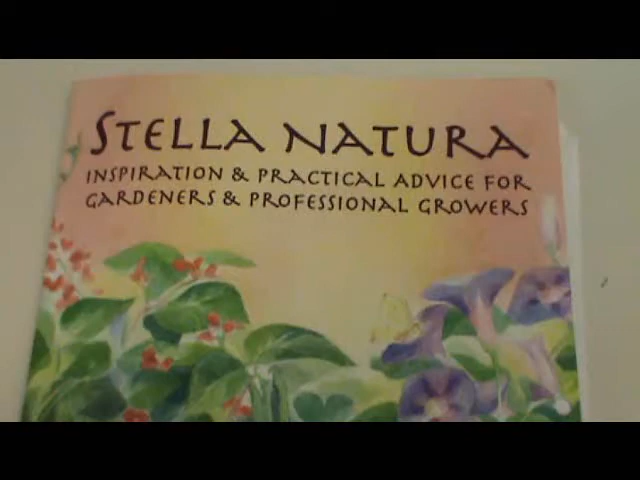 STELLA NATURA
INSPIRATION & PRACTICAL ADVICE FOR
GARDENERS & PROFESSIONAL GROWERS